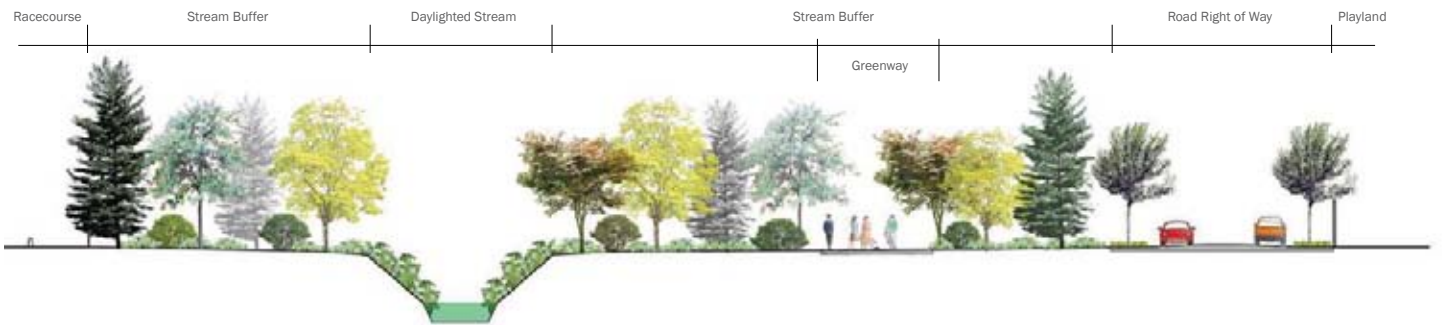 Racecourse
Stream Buffer
Daylighted Stream
Stream Buffer
Road Right of Way
Playland
Greenway